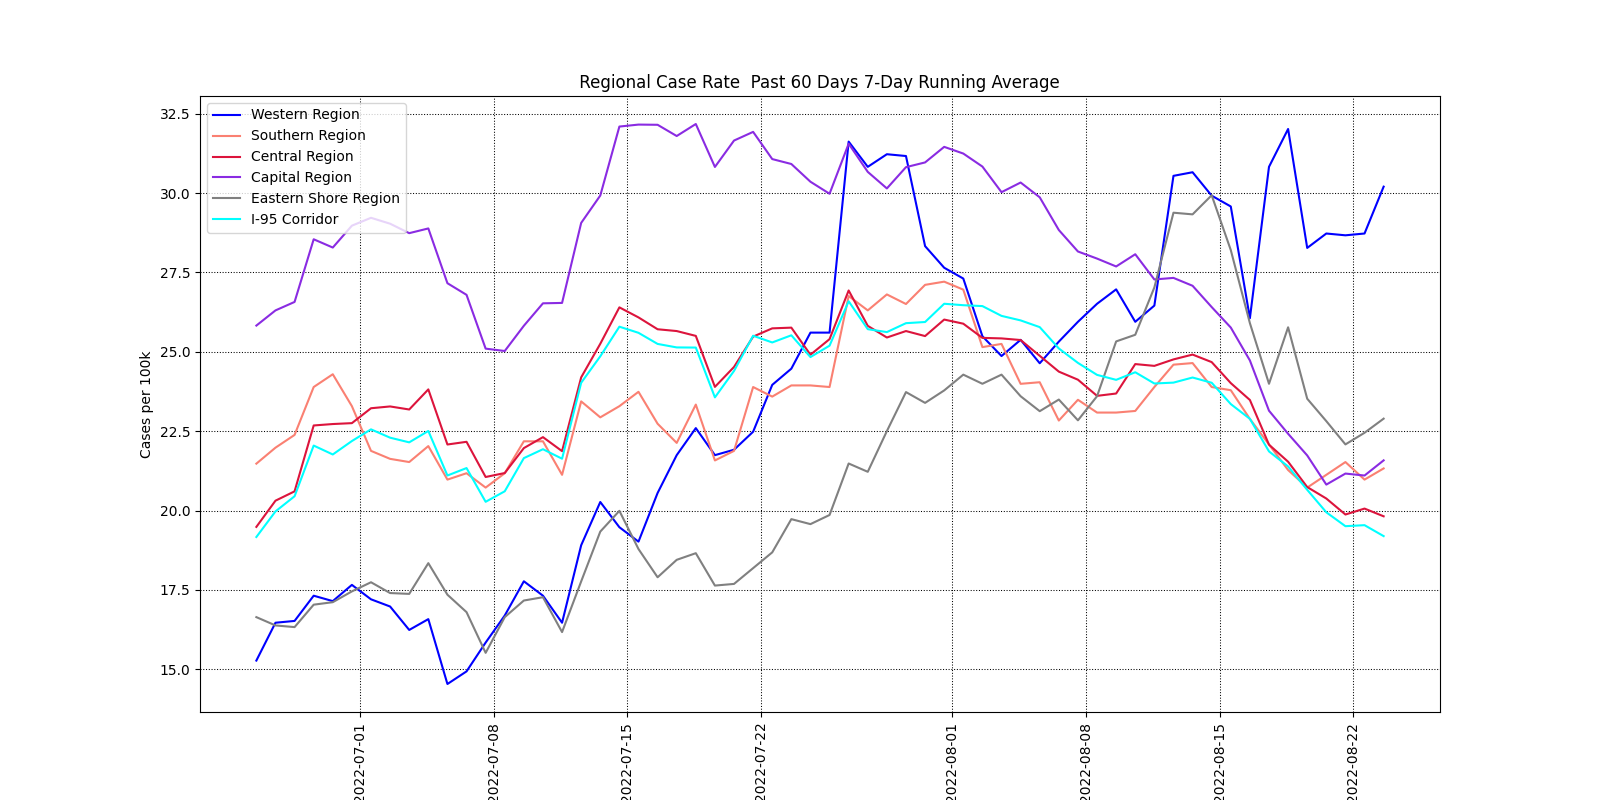 Regional Case Rate  Past 60 Days 7-Day Running Average
Western Region
Southern Region
Central Region
Capital Region
Eastern Shore Region
I-95 Corridor
Cases per 100k
32.5
30.0
27.5
25.0
22.5
20.0
17.5
15.0
2022-07-01
2022-07-08
2022-07-15
2022-07-22
2022-08-01
2022-08-08
2022-08-15
2022-08-22